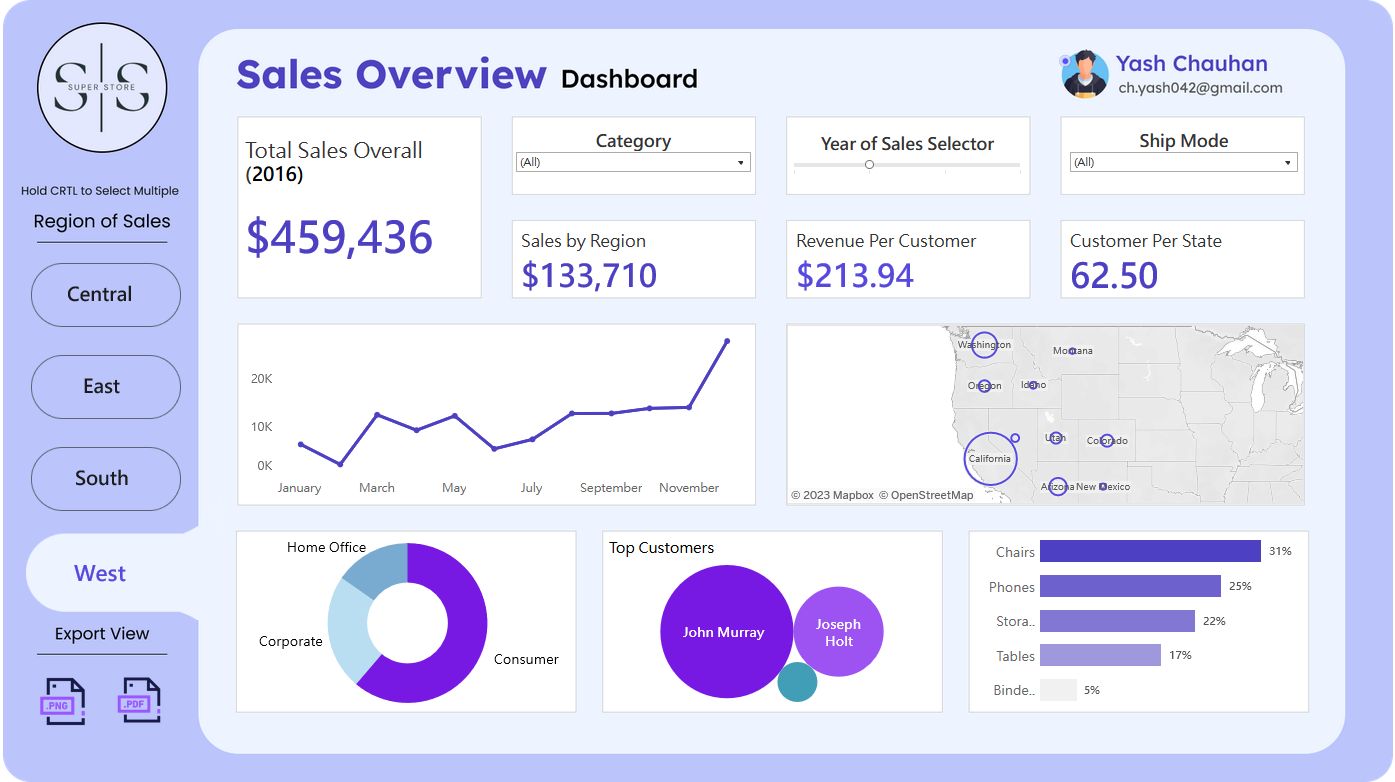 S|S
SUPER STORE
Hold CRTL to Select Multiple
Region of Sales
Central
East
South
West
Export View
.PNG
.PDF
Sales Overview Dashboard
Yash Chauhan
ch.yash042@gmail.com
Total Sales Overall
(2016)
$459,436
Category
(All)
Year of Sales Selector
Ship Mode
(All)
Sales by Region
$133,710
Revenue Per Customer
$213.94
Customer Per State
62.50
20K
10K
0K
January
March
May
July
September
November
Washington
Montana
Oregon
Idaho
Utah
Colorado
California
Arizona
New Mexico
© 2023 Mapbox © OpenStreetMap
Home Office
Corporate
Consumer
Top Customers
John Murray
Joseph
Holt
Chairs 31%
Phones 25%
Stora.. 22%
Tables 17%
Binde.. 5%